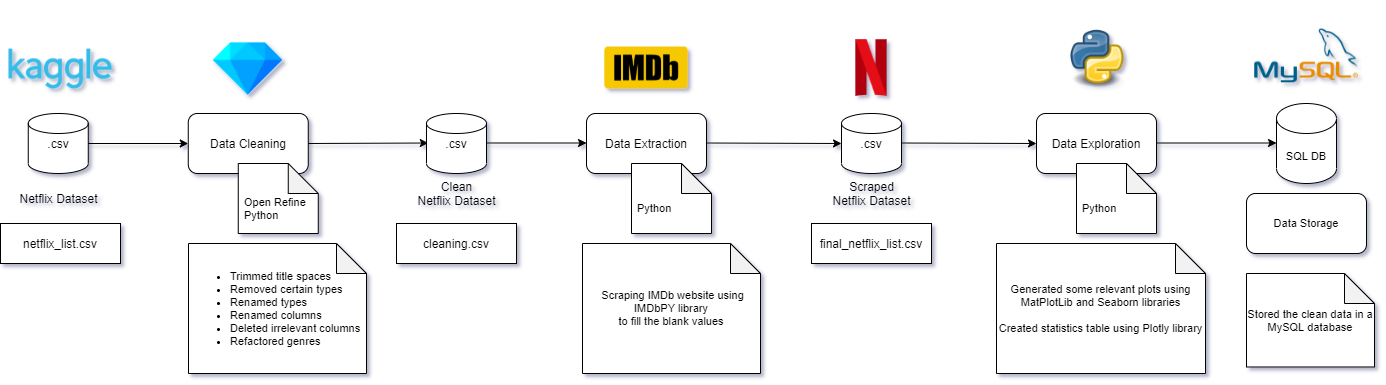 kaggle
IMDb
N
MySQL
.csv
Data Cleaning
.csv
Data Extraction
.csv
Data Exploration
SQL DB
Netflix Dataset
Open Refine
Python
Clean
Netflix Dataset
Python
Scraped
Netflix Dataset
Python
Data Storage
netflix_list.csv
cleaning.csv
final_netflix_list.csv
• Trimmed title spaces
• Removed certain types
• Renamed types
• Renamed columns
• Deleted irrelevant columns
• Refactored genres
Scraping IMDb website using
IMDbPY library
to fill the blank values
Generated some relevant plots using
MatPlotLib and Seaborn libraries
Created statistics table using Plotly library
Stored the clean data in a
MySQL database